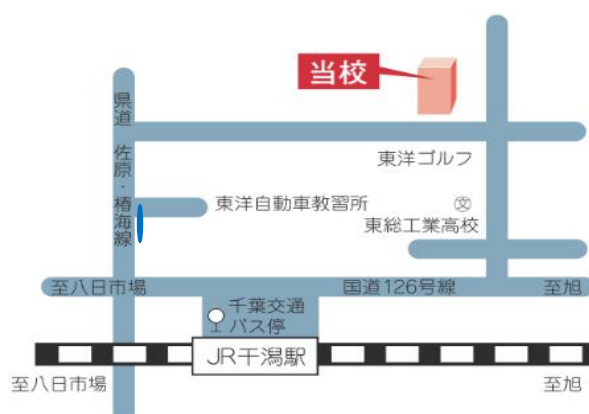 当校
県道 佐原・椿海線
東洋ゴルフ
東洋自動車教習所
文
東総工業高校
至八日市場
国道126号線
至旭
千葉交通
バス停
JR干潟駅
至八日市場
至旭